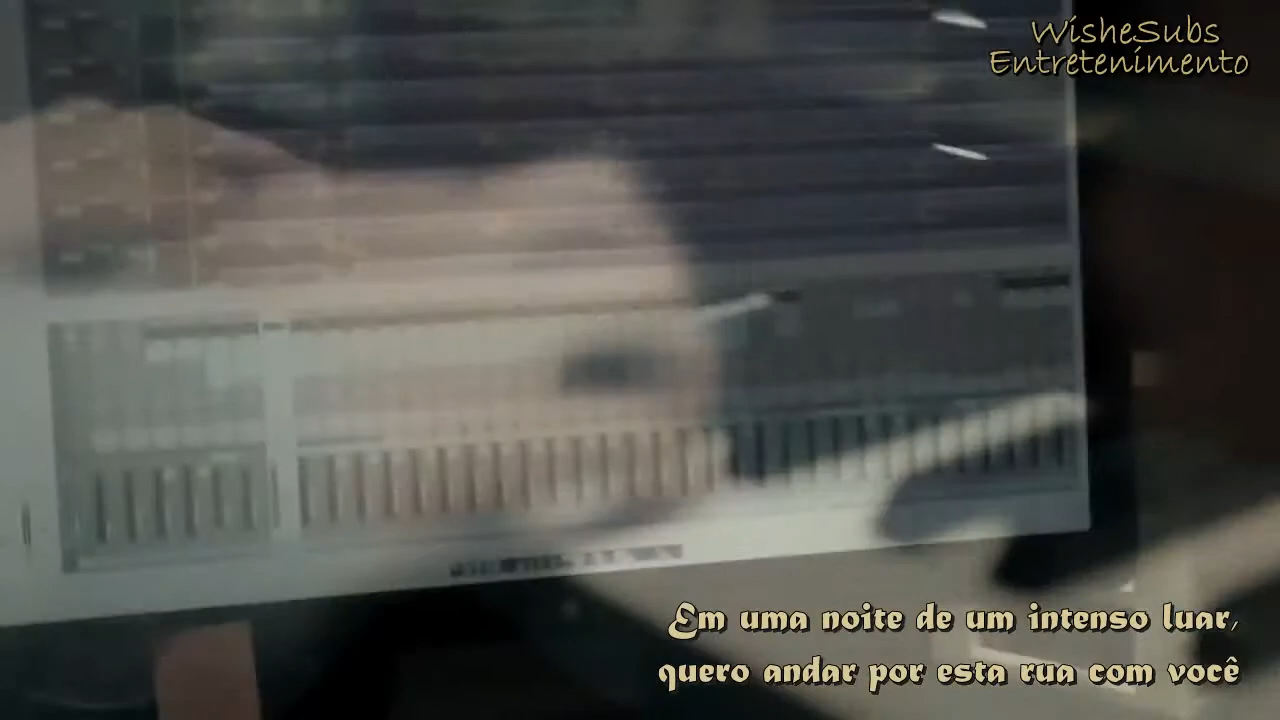 WisheSubs
Entretenimento
Em uma noite de um intenso luar,
quero andar por esta rua com você